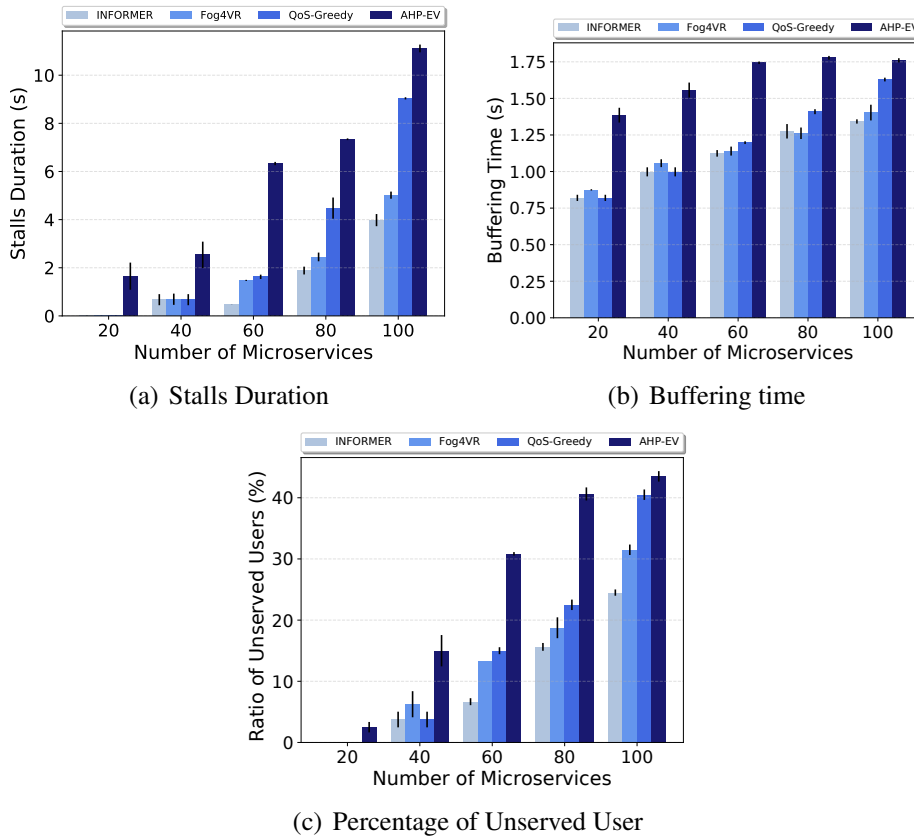 INFORMER Fog4VR QoS-Greedy AHP-EV
Stalls Duration (s)
10
8
6
4
2
0
20 40 60 80 100
Number of Microservices
(a) Stalls Duration
INFORMER Fog4VR QoS-Greedy AHP-EV
Buffering Time (s)
1.75
1.50
1.25
1.00
0.75
0.50
0.25
0.00
20 40 60 80 100
Number of Microservices
(b) Buffering time
INFORMER Fog4VR QoS-Greedy AHP-EV
Ratio of Unserved Users (%)
40
30
20
10
0
20 40 60 80 100
Number of Microservices
(c) Percentage of Unserved User